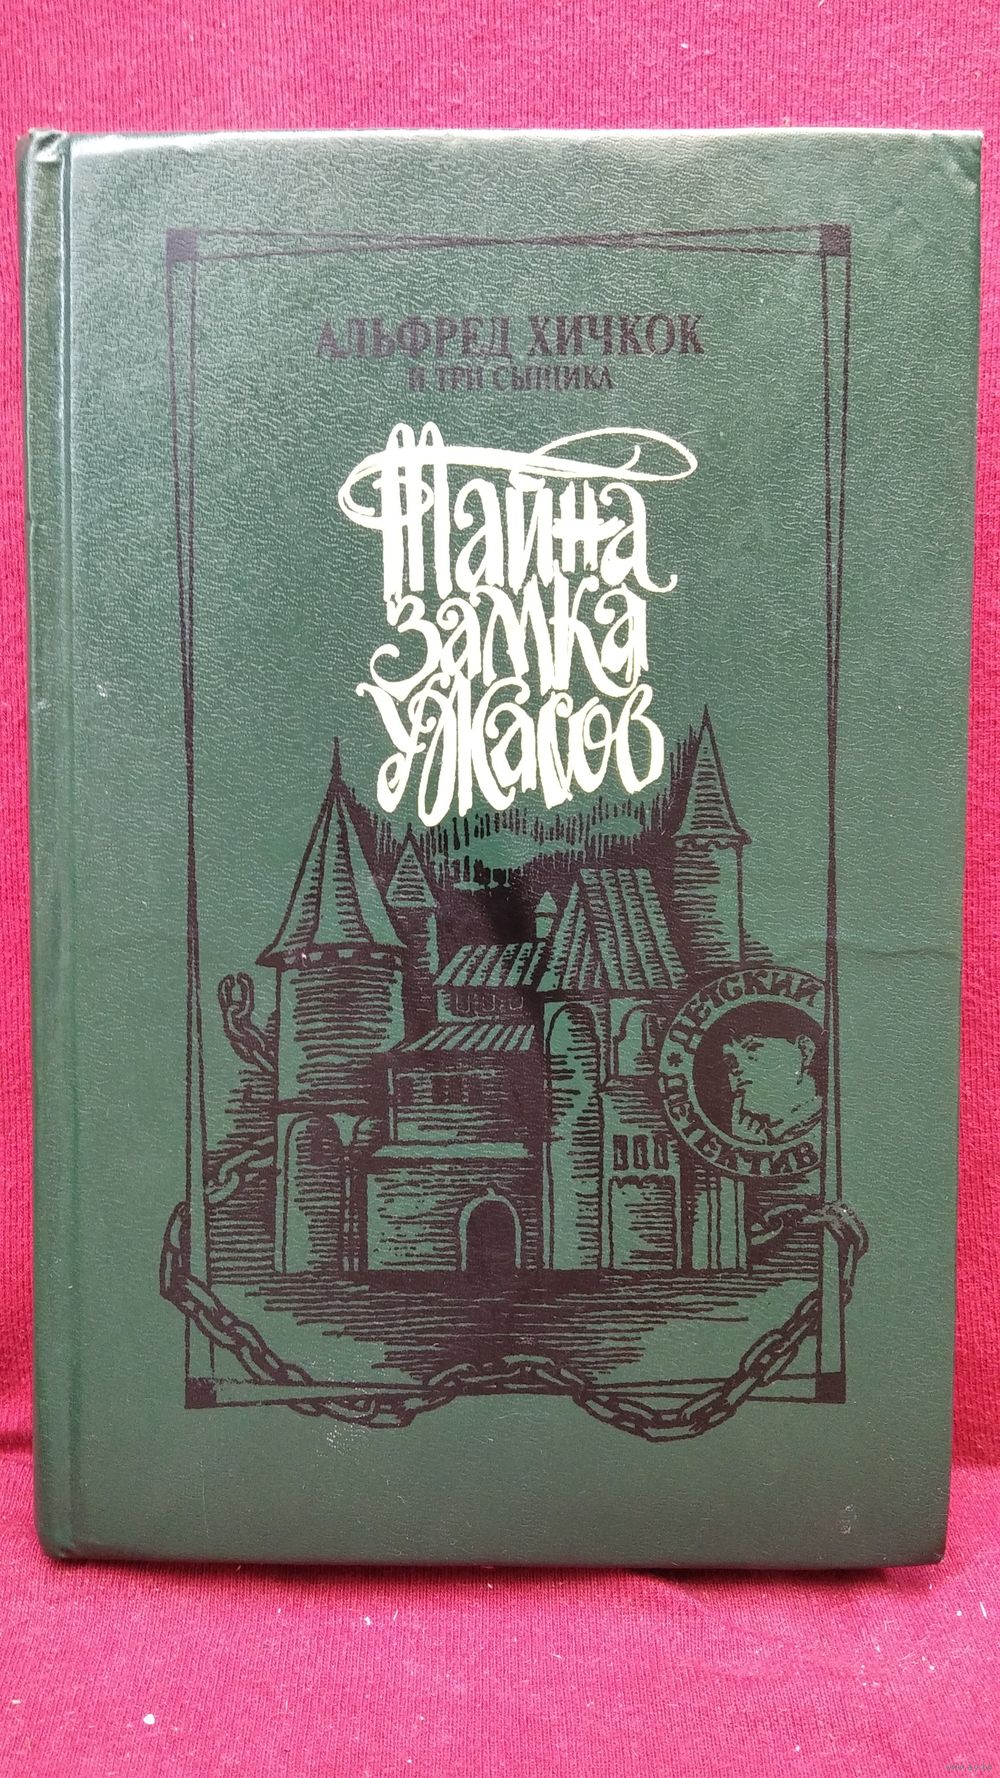 АЛЬФРЕД ХИЧКОК
И ТРИ СЫЩИКА
Тайна
замка
ужасов
ДЕТСКИЙ
ДЕТЕКТИВ